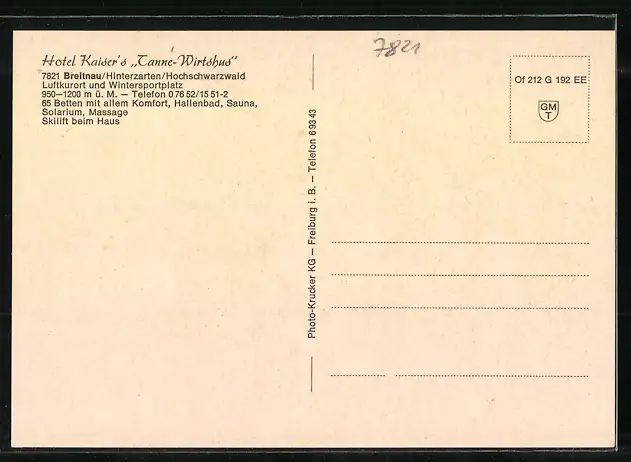 Hotel Kaiser's „Tanne-Wirtshus"
7821 Breitnau/Hinterzarten/Hochschwarzwald
Luftkurort und Wintersportplatz
950—1200 m ü. M. — Telefon 0 76 52/15 51-2
65 Betten mit allem Komfort, Hallenbad, Sauna,
Solarium, Massage
Skilift beim Haus
Photo-Krucker KG — Freiburg i. B. — Telefon 6 93 43
7821
Of 212 G 192 EE
GM
T